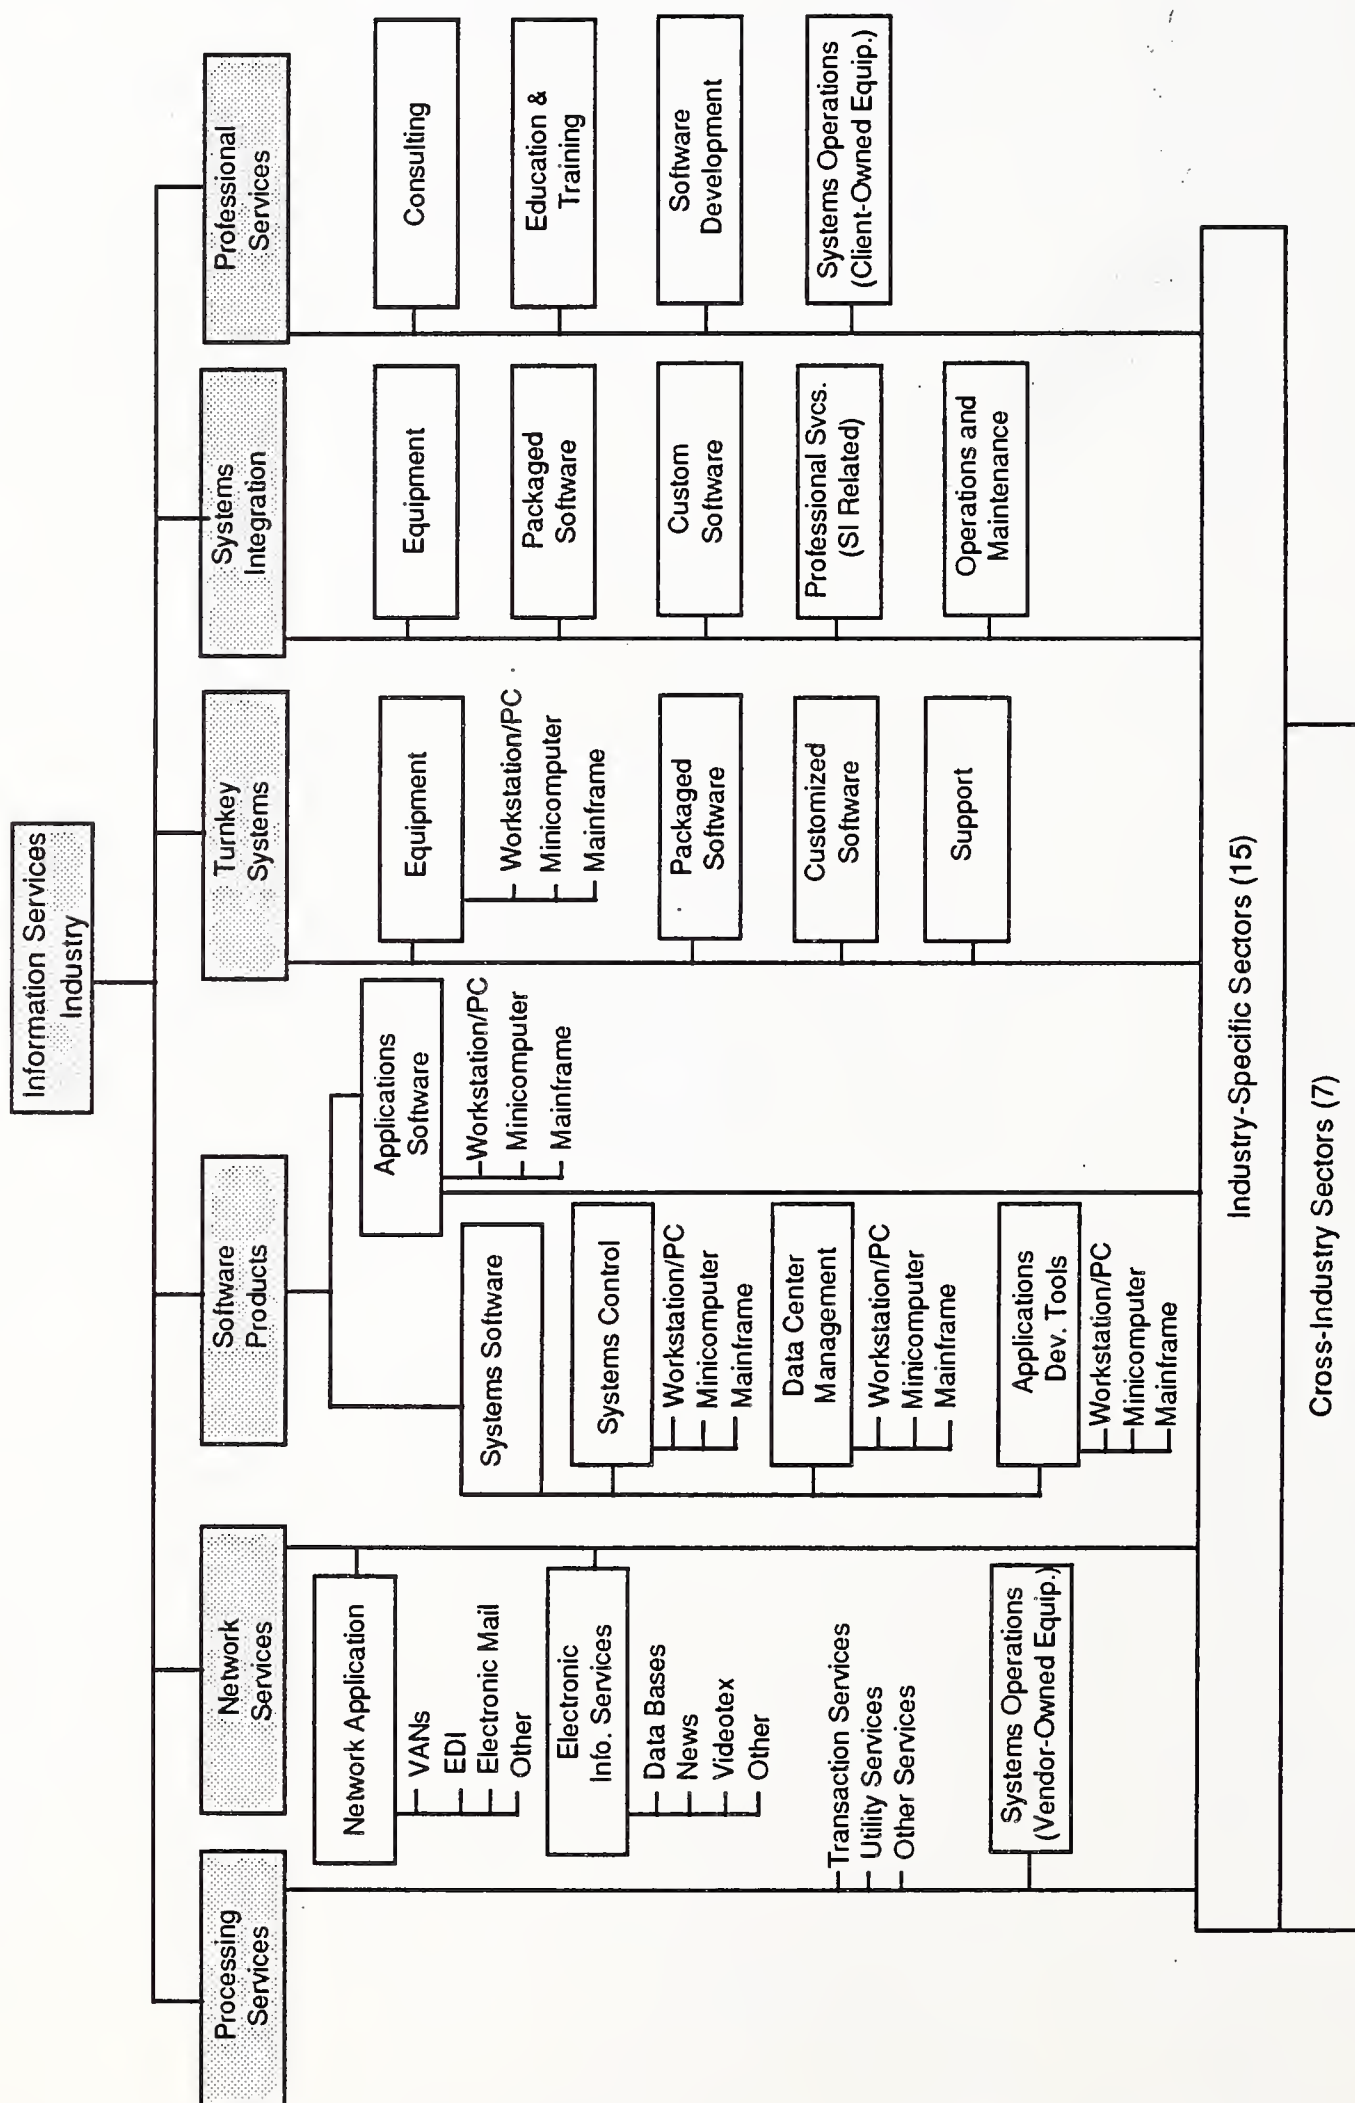 Information Services
Industry
Processing
Services
Network
Services
Software
Products
Turnkey
Systems
Systems
Integration
Professional
Services
Transaction Services
Utility Services
Other Services
Systems Operations
(Vendor-Owned Equip.)
Network Application
VANs
EDI
Electronic Mail
Other
Electronic
Info. Services
Data Bases
News
Videotex
Other
Systems Software
Systems Control
Workstation/PC
Minicomputer
Mainframe
Data Center
Management
Workstation/PC
Minicomputer
Mainframe
Applications
Dev. Tools
Workstation/PC
Minicomputer
Mainframe
Applications
Software
Workstation/PC
Minicomputer
Mainframe
Equipment
Workstation/PC
Minicomputer
Mainframe
Packaged
Software
Customized
Software
Support
Equipment
Packaged
Software
Custom
Software
Professional Svcs.
(SI Related)
Operations and
Maintenance
Consulting
Education &
Training
Software
Development
Systems Operations
(Client-Owned Equip.)
Industry-Specific Sectors (15)
Cross-Industry Sectors (7)